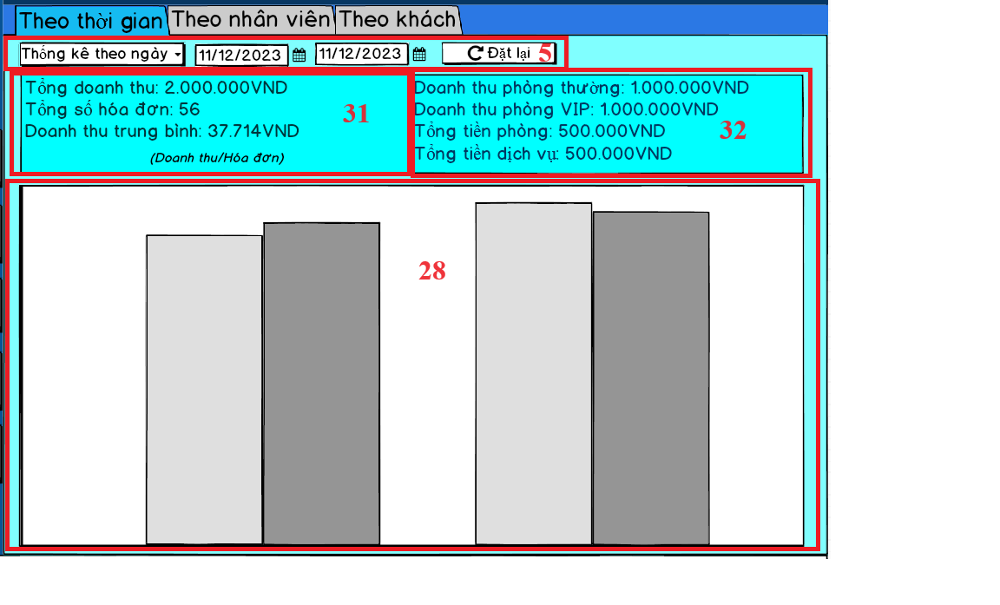 Theo thời gian Theo nhân viên Theo khách
Thống kê theo ngày 11/12/2023 11/12/2023 Đặt lại 5
Tổng doanh thu: 2.000.000VND
Tổng số hóa đơn: 56
Doanh thu trung bình: 37.714VND
(Doanh thu/Hóa đơn)
31
Doanh thu phòng thường: 1.000.000VND
Doanh thu phòng VIP: 1.000.000VND
Tổng tiền phòng: 500.000VND
Tổng tiền dịch vụ: 500.000VND
32
28